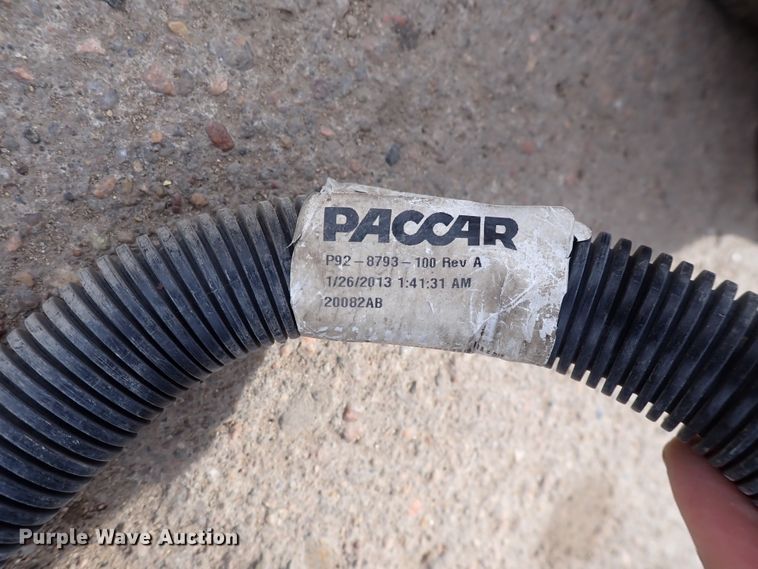 PACCAR
P92-8793-100 Rev A
1/26/2013 1:41:31 AM
20082AB
Purple Wave Auction